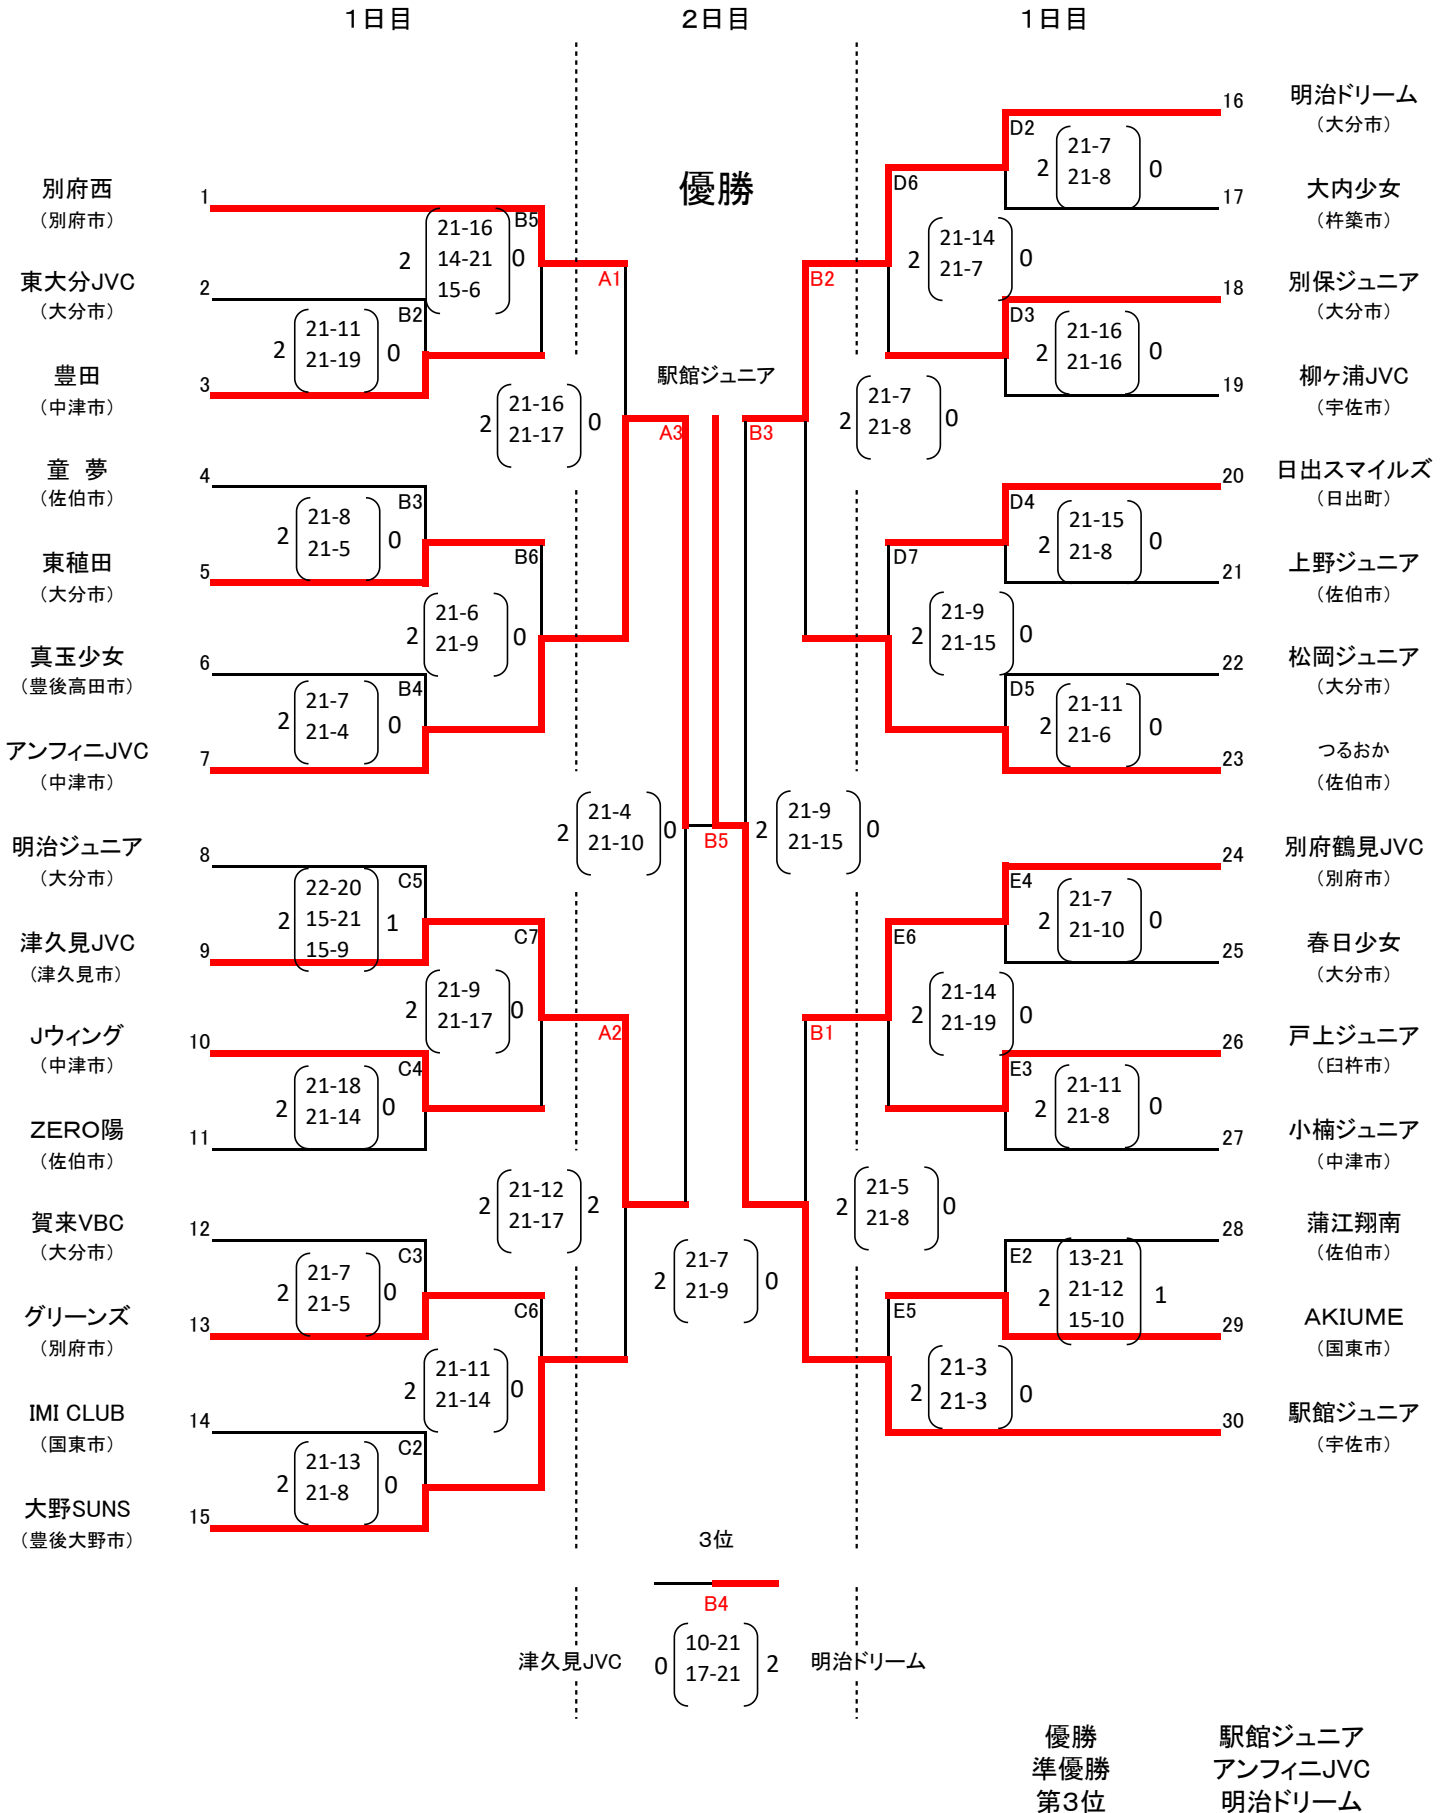 1日目
2日目
1日目
優勝
駅館ジュニア
1 別府西
(別府市)
2 東大分JVC
(大分市)
3 豊田
(中津市)
4 童 夢
(佐伯市)
5 東稙田
(大分市)
6 真玉少女
(豊後高田市)
7 アンフィニJVC
(中津市)
8 明治ジュニア
(大分市)
9 津久見JVC
(津久見市)
10 Jウィング
(中津市)
11 ZERO陽
(佐伯市)
12 賀来VBC
(大分市)
13 グリーンズ
(別府市)
14 IMI CLUB
(国東市)
15 大野SUNS
(豊後大野市)
B5
2 21-16 0
14-21
15-6
B2
2 21-11 0
21-19
B3
2 21-8 0
21-5
B6
2 21-6 0
21-9
B4
2 21-7 0
21-4
C5
2 22-20 1
15-21
15-9
C7
2 21-9 0
21-17
C4
2 21-18 0
21-14
C3
2 21-7 0
21-5
C6
2 21-11 0
21-14
C2
2 21-13 0
21-8
A1
2 21-16 0
21-17
A3
2 21-4 0
21-10
A2
2 21-12 2
21-17
B5
2 21-7 0
21-9
B2
2 21-7 0
21-8
B3
2 21-9 0
21-15
B1
2 21-5 0
21-8
D2
2 21-7 0
21-8
D6
2 21-14 0
21-7
D3
2 21-16 0
21-16
D4
2 21-15 0
21-8
D7
2 21-9 0
21-15
D5
2 21-11 0
21-6
E4
2 21-7 0
21-10
E6
2 21-14 0
21-19
E3
2 21-11 0
21-8
E2
2 13-21 1
21-12
15-10
E5
2 21-3 0
21-3
16 明治ドリーム
(大分市)
17 大内少女
(杵築市)
18 別保ジュニア
(大分市)
19 柳ヶ浦JVC
(宇佐市)
20 日出スマイルズ
(日出町)
21 上野ジュニア
(佐伯市)
22 松岡ジュニア
(大分市)
23 つるおか
(佐伯市)
24 別府鶴見JVC
(別府市)
25 春日少女
(大分市)
26 戸上ジュニア
(臼杵市)
27 小楠ジュニア
(中津市)
28 蒲江翔南
(佐伯市)
29 AKIUME
(国東市)
30 駅館ジュニア
(宇佐市)
3位
B4
津久見JVC 0 10-21 2 明治ドリーム
17-21
優勝 駅館ジュニア
準優勝 アンフィニJVC
第3位 明治ドリーム